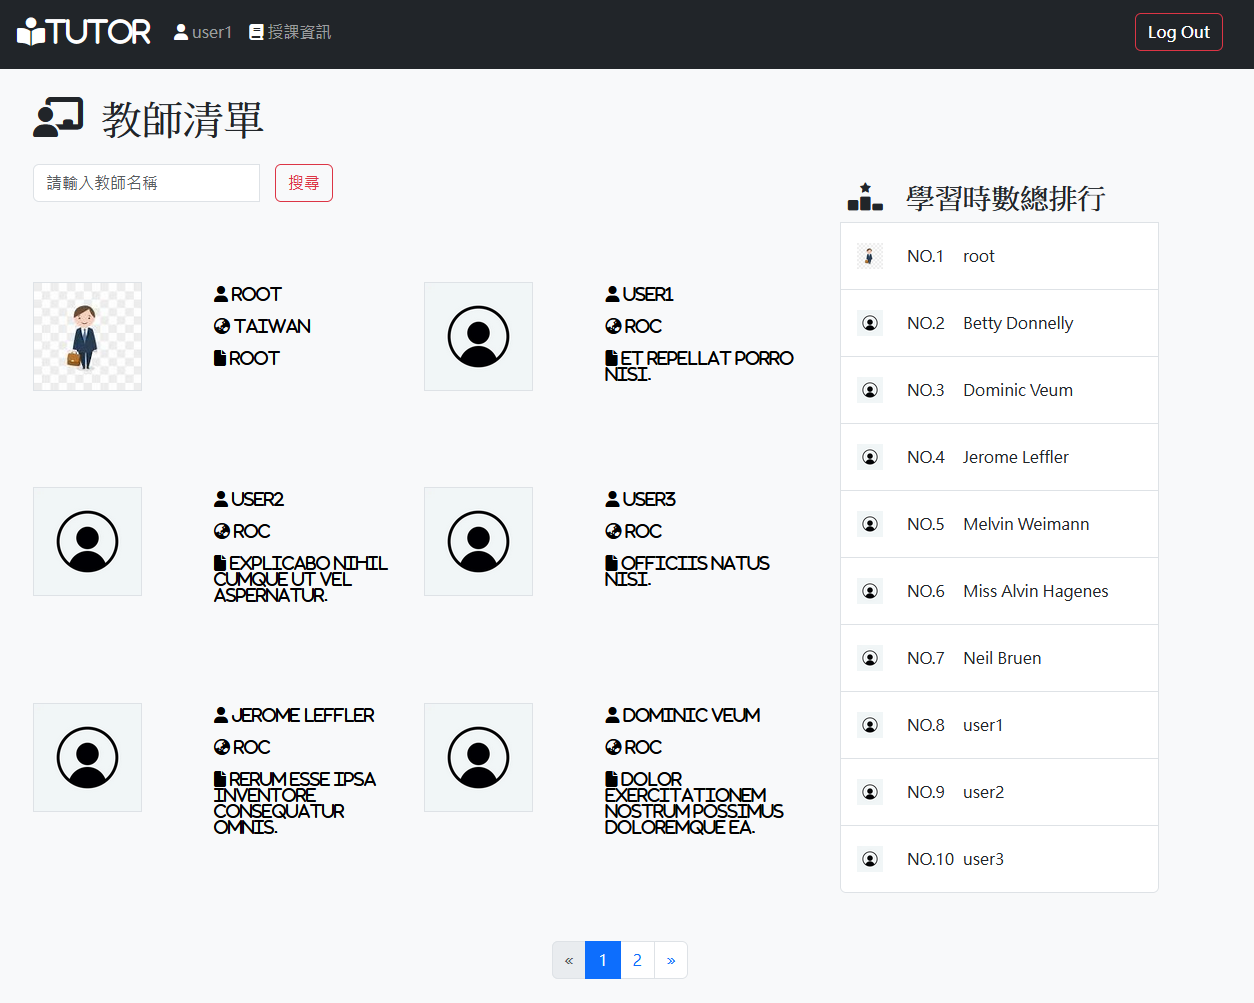 TUTOR
user1
授課資訊
Log Out
教師清單
請輸入教師名稱
搜尋
ROOT
TAIWAN
ROOT
USER1
ROC
ET REPELLAT PORRO
NISI.
USER2
ROC
EXPLICABO NIHIL
CUMQUE UT VEL
ASPERNATUR.
USER3
ROC
OFFICIIS NATUS
NISI.
JEROME LEFFLER
ROC
RERUM ESSE IPSA
INVENTORE
CONSEQUATUR
OMNIS.
DOMINIC VEUM
ROC
DOLOR
EXERCITATIONEM
NOSTRUM POSSIMUS
DOLOREMQUE EA.
學習時數總排行
NO.1 root
NO.2 Betty Donnelly
NO.3 Dominic Veum
NO.4 Jerome Leffler
NO.5 Melvin Weimann
NO.6 Miss Alvin Hagenes
NO.7 Neil Bruen
NO.8 user1
NO.9 user2
NO.10 user3
« 1 2 »